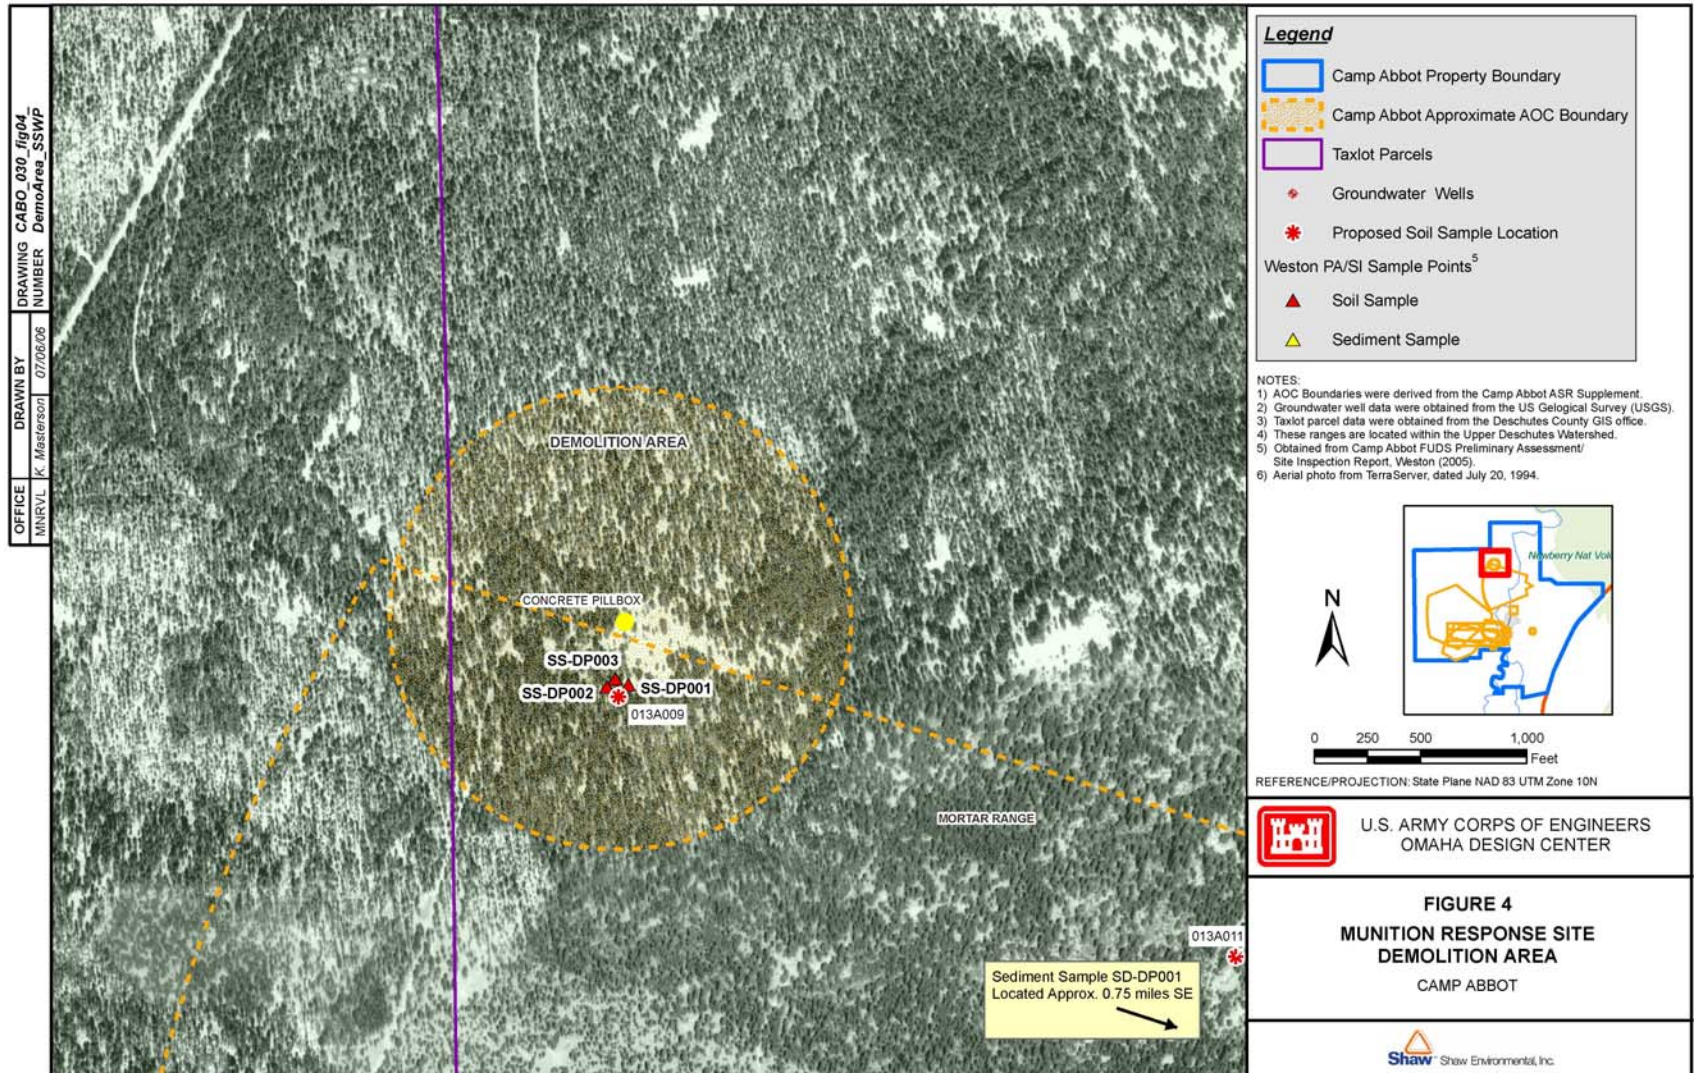 DRAWING NUMBER CABO_030_fig04_
DemoArea_SSWP
DRAWN BY
K. Masterson 07/06/06
OFFICE
MNRVL
DEMOLITION AREA
CONCRETE PILLBOX
SS-DP003
SS-DP002
SS-DP001
013A009
MORTAR RANGE
013A011
Sediment Sample SD-DP001
Located Approx. 0.75 miles SE
Legend
Camp Abbot Property Boundary
Camp Abbot Approximate AOC Boundary
Taxlot Parcels
Groundwater Wells
Proposed Soil Sample Location
Weston PA/SI Sample Points5
Soil Sample
Sediment Sample
NOTES:
1) AOC Boundaries were derived from the Camp Abbot ASR Supplement.
2) Groundwater well data were obtained from the US Gelogical Survey (USGS).
3) Taxlot parcel data were obtained from the Deschutes County GIS office.
4) These ranges are located within the Upper Deschutes Watershed.
5) Obtained from Camp Abbot FUDS Preliminary Assessment/
Site Inspection Report, Weston (2005).
6) Aerial photo from TerraServer, dated July 20, 1994.
Newberry Nat Volc
N
0 250 500 1,000
Feet
REFERENCE/PROJECTION: State Plane NAD 83 UTM Zone 10N
U.S. ARMY CORPS OF ENGINEERS
OMAHA DESIGN CENTER
FIGURE 4
MUNITION RESPONSE SITE
DEMOLITION AREA
CAMP ABBOT
Shaw™ Shaw Environmental, Inc.